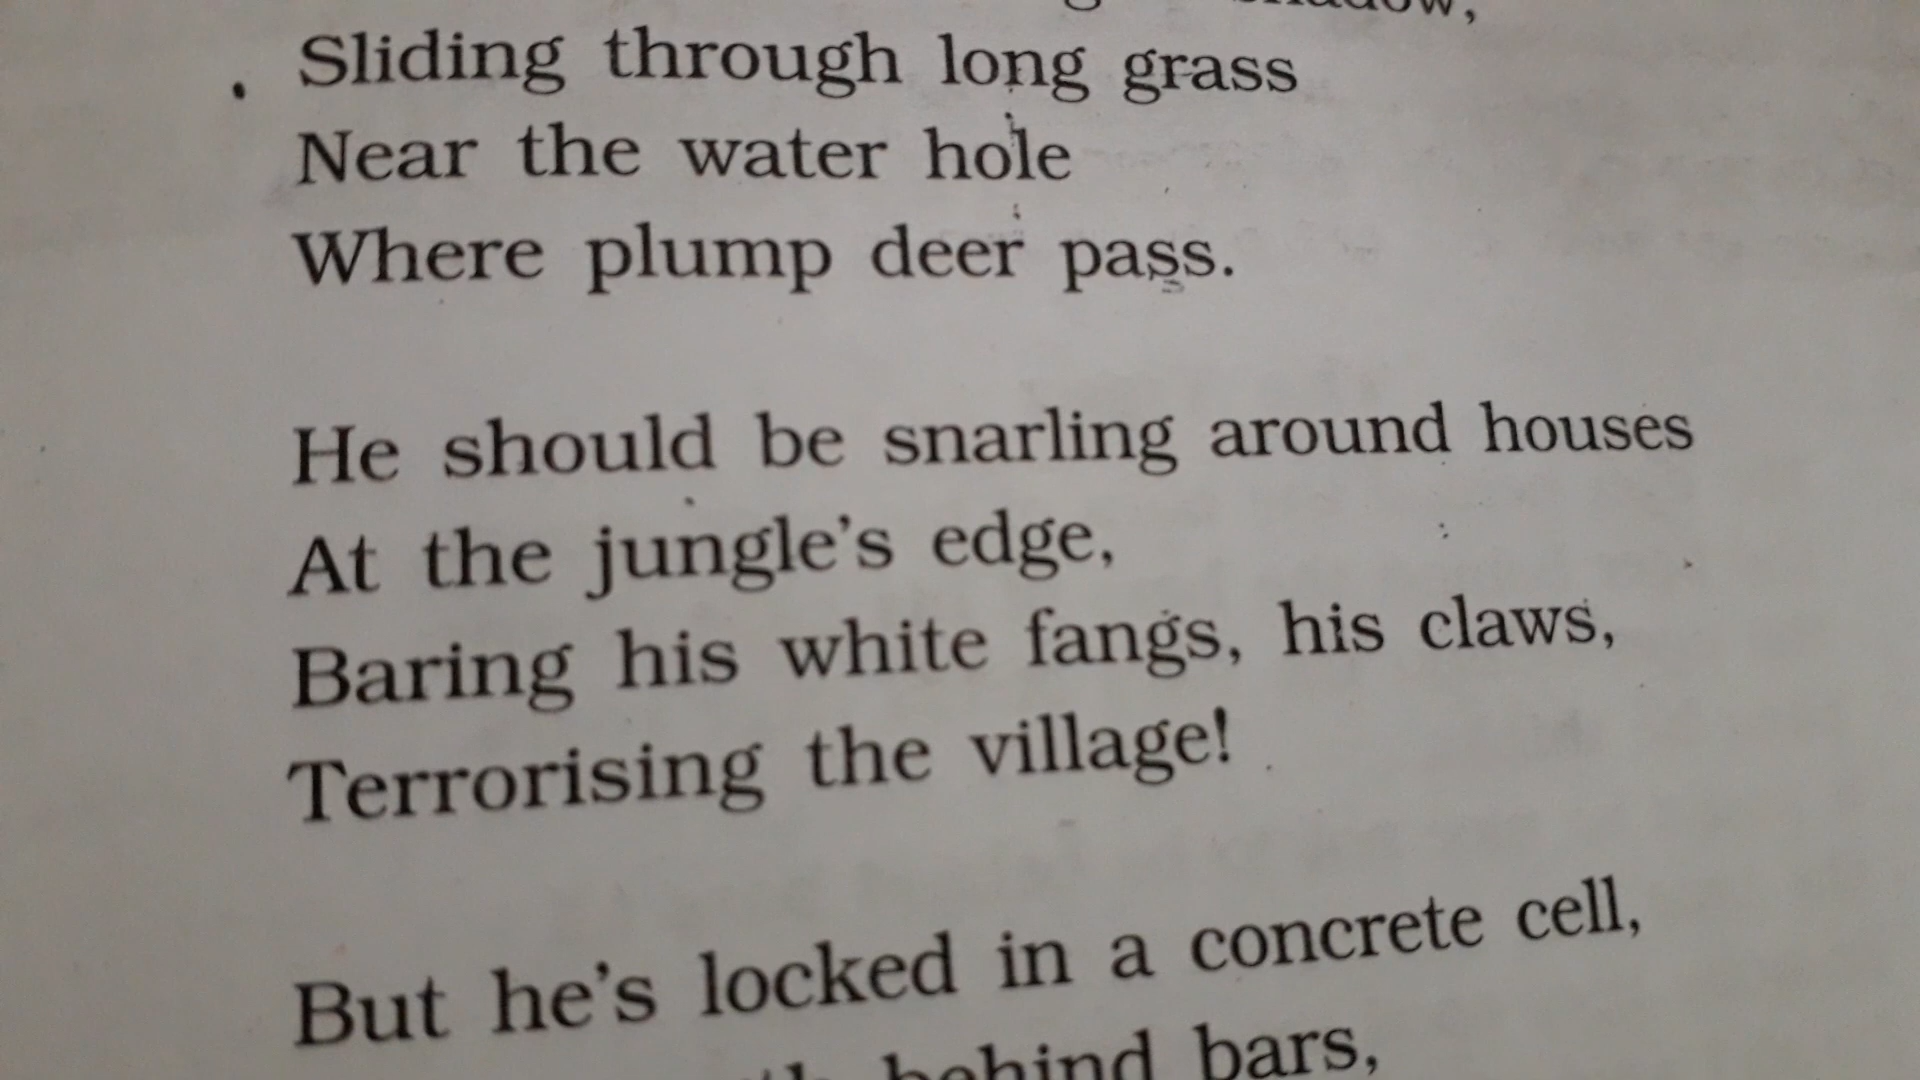 shadow,
Sliding through long grass
Near the water hole
Where plump deer pass.
He should be snarling around houses
At the jungle's edge,
Baring his white fangs, his claws,
Terrorising the village!
But he's locked in a concrete cell,
behind bars,